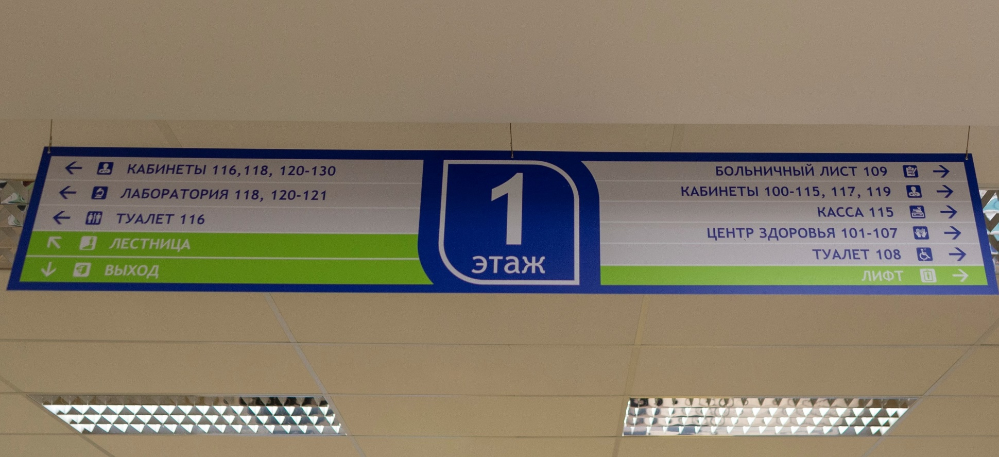 КАБИНЕТЫ 116,118, 120-130
ЛАБОРАТОРИЯ 118, 120-121
ТУАЛЕТ 116
ЛЕСТНИЦА
ВЫХОД
1
этаж
БОЛЬНИЧНЫЙ ЛИСТ 109
КАБИНЕТЫ 100-115, 117, 119
КАССА 115
ЦЕНТР ЗДОРОВЬЯ 101-107
ТУАЛЕТ 108
ЛИФТ